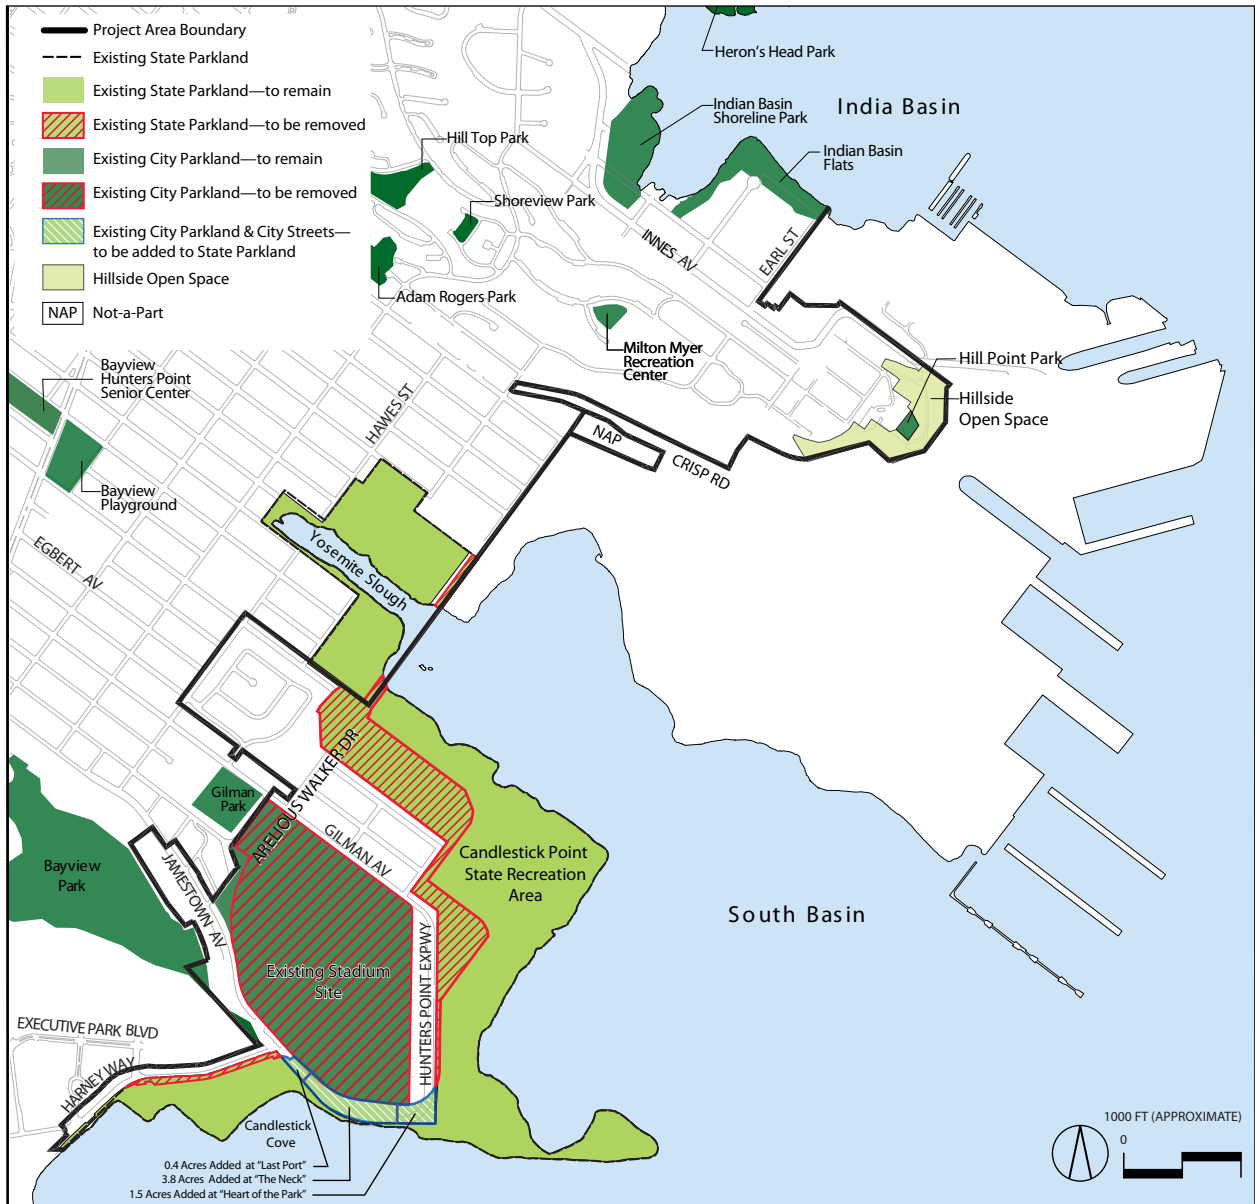 Project Area Boundary
Existing State Parkland
Existing State Parkland—to remain
Existing State Parkland—to be removed
Existing City Parkland—to remain
Existing City Parkland—to be removed
Existing City Parkland & City Streets—
to be added to State Parkland
Hillside Open Space
NAP Not-a-Part
Heron's Head Park
Indian Basin
Shoreline Park
India Basin
Hill Top Park
Indian Basin
Flats
Shoreview Park
INNES AV
EARL ST
Adam Rogers Park
Milton Myer
Recreation
Center
Hill Point Park
Hillside
Open Space
Bayview
Hunters Point
Senior Center
HAWES ST
NAP
CRISP RD
Bayview
Playground
EGBERT AV
Yosemite Slough
ARELIOUS WALKER DR
Gilman
Park
GILMAN AV
Candlestick Point
State Recreation
Area
Bayview
Park
JAMESTOWN AV
South Basin
HUNTERS POINT EXPWY
Existing Stadium
Site
EXECUTIVE PARK BLVD
HARNEY WAY
Candlestick
Cove
0.4 Acres Added at "Last Port"
3.8 Acres Added at "The Neck"
1.5 Acres Added at "Heart of the Park"
1000 FT (APPROXIMATE)
0